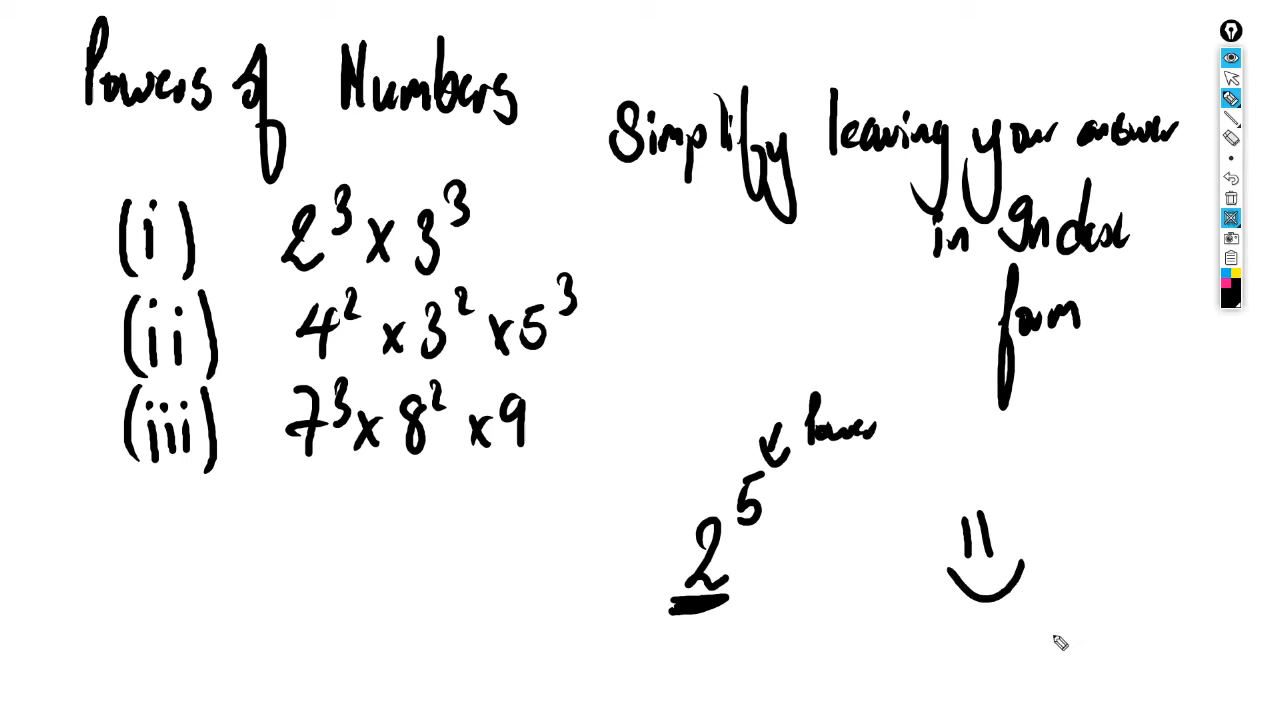 Powers of Numbers
Simplify leaving your answer
in Index
form
(i) 2³ x 3³
(ii) 4² x 3² x 5³
(iii) 7³ x 8² x 9
Power
2⁵